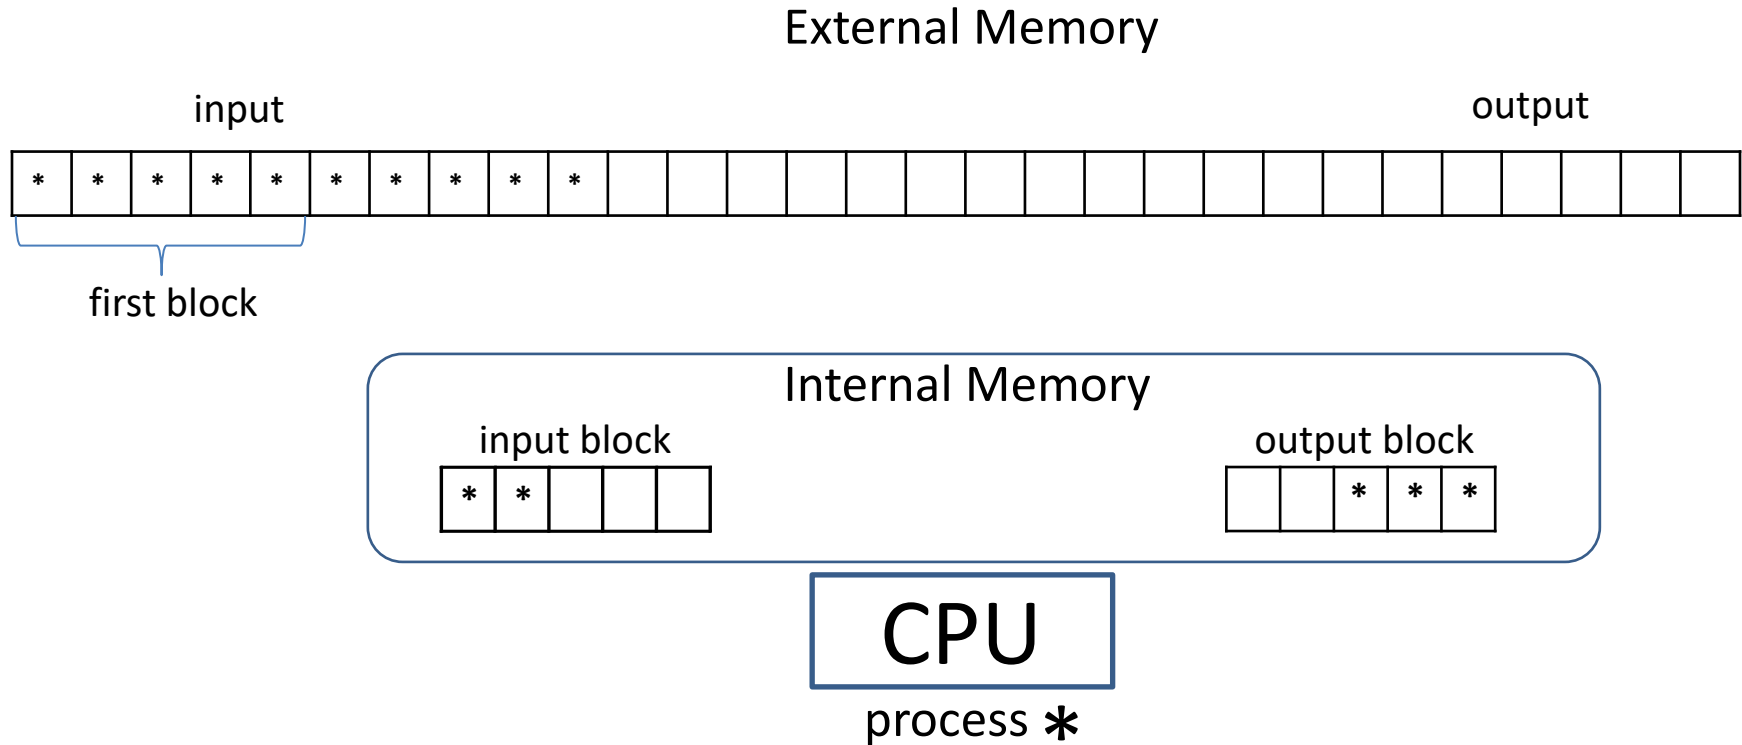 External Memory
input
output
* * * * * * * * * *
first block
Internal Memory
input block
output block
* *
* * *
CPU
process *